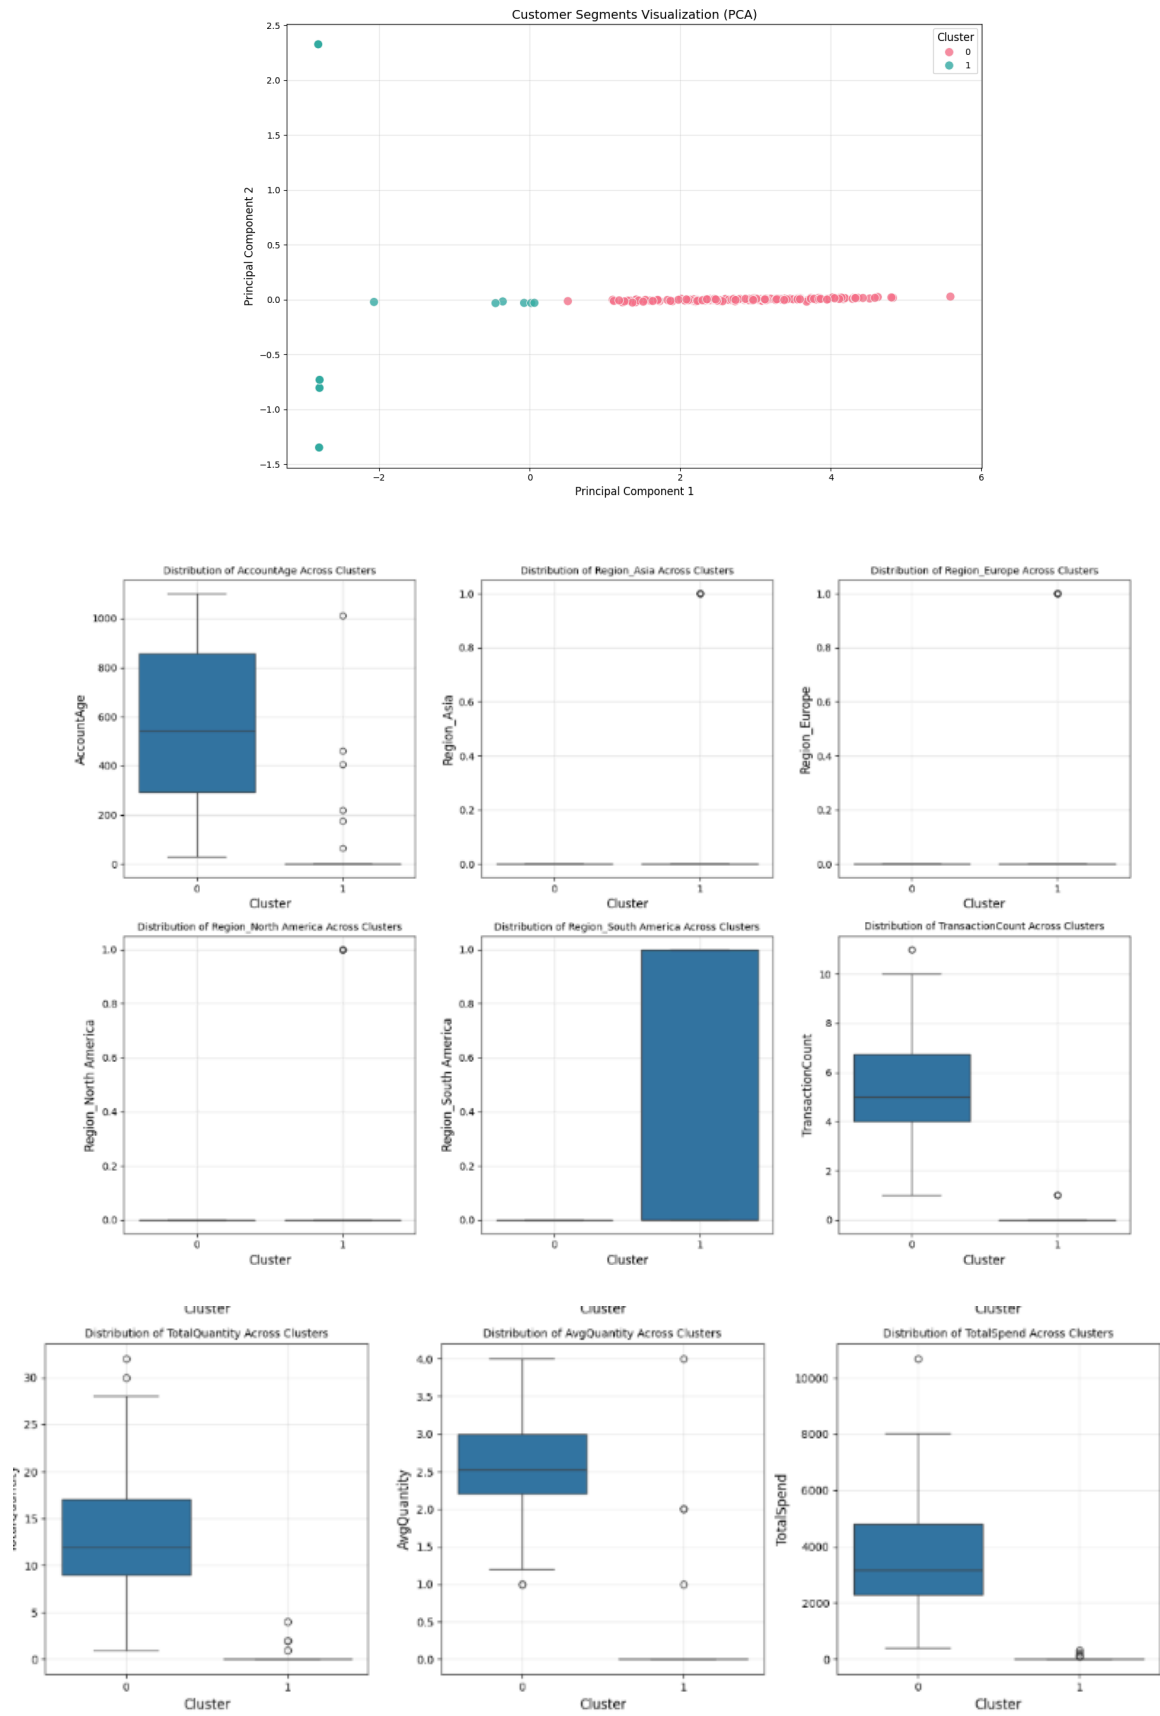 Customer Segments Visualization (PCA)
Cluster
0
1
2.5
2.0
1.5
1.0
0.5
0.0
−0.5
−1.0
−1.5
Principal Component 2
−2
0
2
4
6
Principal Component 1
Distribution of AccountAge Across Clusters
1000
800
600
400
200
0
AccountAge
0
1
Cluster
Distribution of Region_Asia Across Clusters
1.0
0.8
0.6
0.4
0.2
0.0
Region_Asia
0
1
Cluster
Distribution of Region_Europe Across Clusters
1.0
0.8
0.6
0.4
0.2
0.0
Region_Europe
0
1
Cluster
Distribution of Region_North America Across Clusters
1.0
0.8
0.6
0.4
0.2
0.0
Region_North America
0
1
Cluster
Distribution of Region_South America Across Clusters
1.0
0.8
0.6
0.4
0.2
0.0
Region_South America
0
1
Cluster
Distribution of TransactionCount Across Clusters
10
8
6
4
2
0
TransactionCount
0
1
Cluster
Cluster
Cluster
Cluster
Distribution of TotalQuantity Across Clusters
30
25
20
15
10
5
0
0
1
Cluster
Distribution of AvgQuantity Across Clusters
4.0
3.5
3.0
2.5
2.0
1.5
1.0
0.5
0.0
AvgQuantity
0
1
Cluster
Distribution of TotalSpend Across Clusters
10000
8000
6000
4000
2000
0
TotalSpend
0
1
Cluster